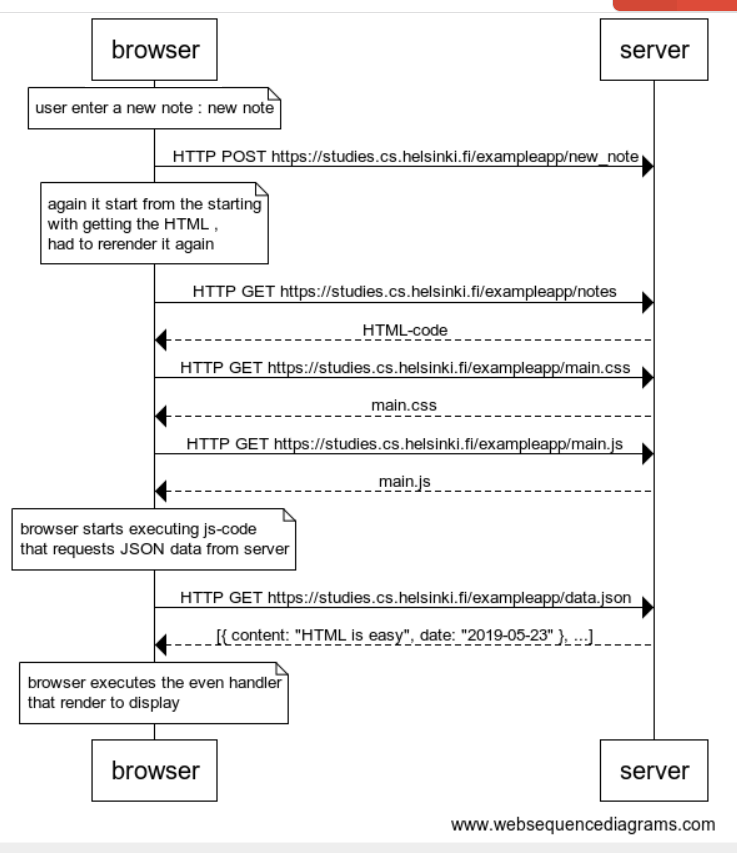 browser
server
user enter a new note : new note
HTTP POST https://studies.cs.helsinki.fi/exampleapp/new_note
again it start from the starting
with getting the HTML ,
had to rerender it again
HTTP GET https://studies.cs.helsinki.fi/exampleapp/notes
HTML-code
HTTP GET https://studies.cs.helsinki.fi/exampleapp/main.css
main.css
HTTP GET https://studies.cs.helsinki.fi/exampleapp/main.js
main.js
browser starts executing js-code
that requests JSON data from server
HTTP GET https://studies.cs.helsinki.fi/exampleapp/data.json
[{ content: "HTML is easy", date: "2019-05-23" }, ...]
browser executes the even handler
that render to display
browser
server
www.websequencediagrams.com